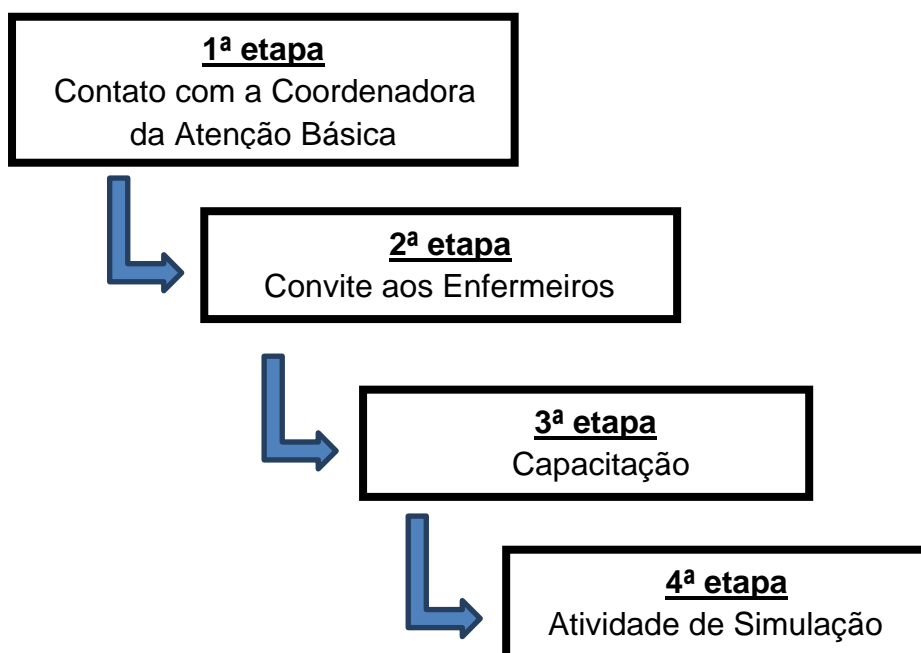 1ª etapa
Contato com a Coordenadora
da Atenção Básica
2ª etapa
Convite aos Enfermeiros
3ª etapa
Capacitação
4ª etapa
Atividade de Simulação